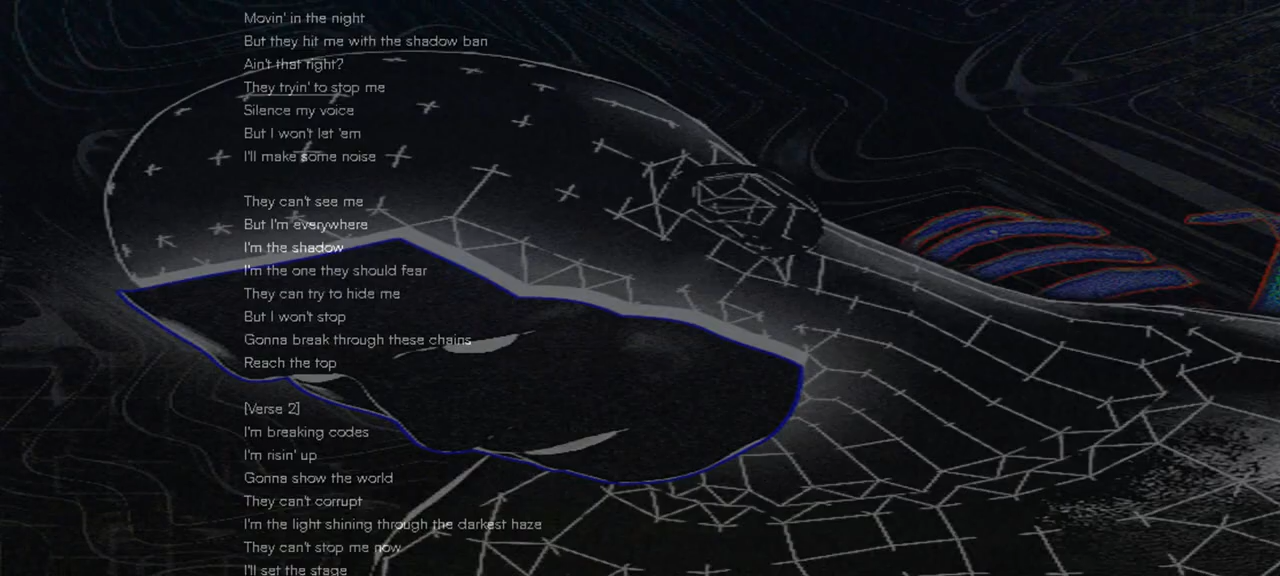 Movin' in the night
But they hit me with the shadow ban
Ain't that right?
They tryin' to stop me
Silence my voice
But I won't let 'em
I'll make some noise
They can't see me
But I'm everywhere
I'm the shadow
I'm the one they should fear
They can try to hide me
But I won't stop
Gonna break through these chains
Reach the top
[Verse 2]
I'm breaking codes
I'm risin' up
Gonna show the world
They can't corrupt
I'm the light shining through the darkest haze
They can't stop me now
I'll set the stage